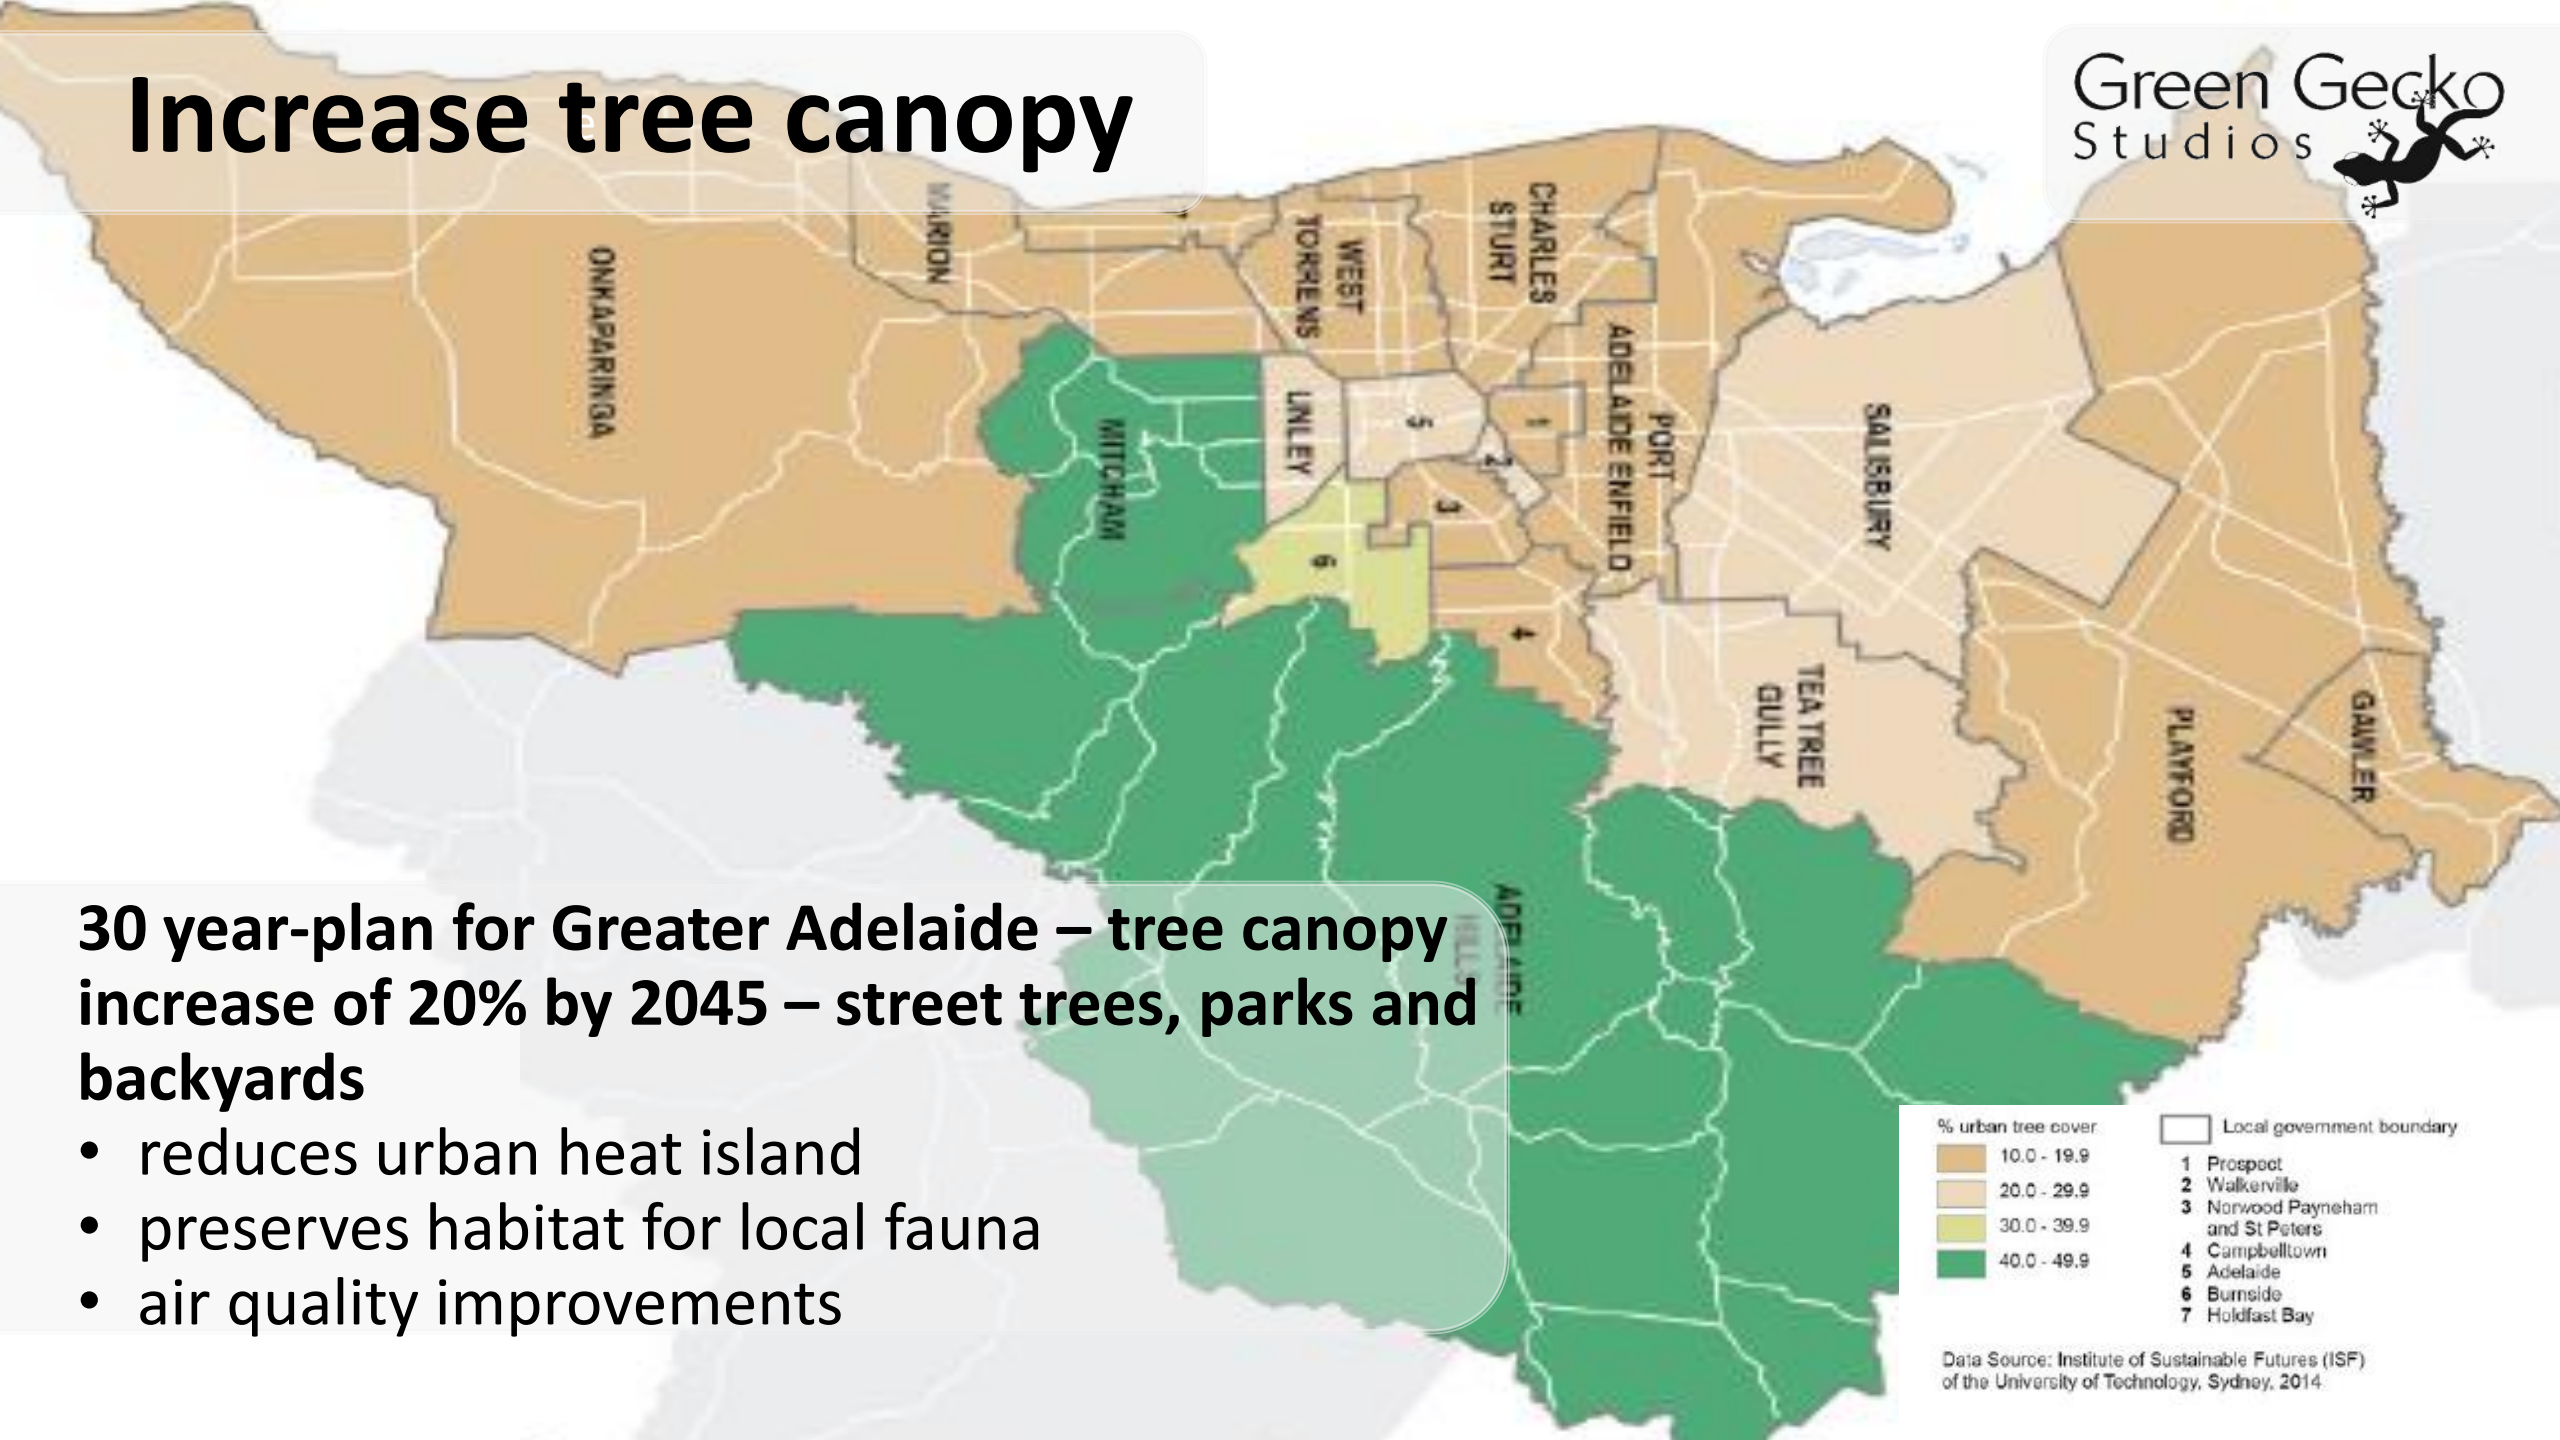 Increase tree canopy
Green Gecko
Studios
MARION
ONKAPARINGA
WEST
TORRENS
CHARLES
STURT
PORT
ADELAIDE ENFIELD
MITCHAM
UNLEY
5
1
2
3
6
4
SALISBURY
TEA TREE
GULLY
PLAYFORD
GAWLER
ADELAIDE
HILLS
30 year-plan for Greater Adelaide – tree canopy
increase of 20% by 2045 – street trees, parks and
backyards
• reduces urban heat island
• preserves habitat for local fauna
• air quality improvements
% urban tree cover
10.0 - 19.9
20.0 - 29.9
30.0 - 39.9
40.0 - 49.9
Local government boundary
1 Prospect
2 Walkerville
3 Norwood Payneham
and St Peters
4 Campbelltown
5 Adelaide
6 Burnside
7 Holdfast Bay
Data Source: Institute of Sustainable Futures (ISF)
of the University of Technology, Sydney, 2014